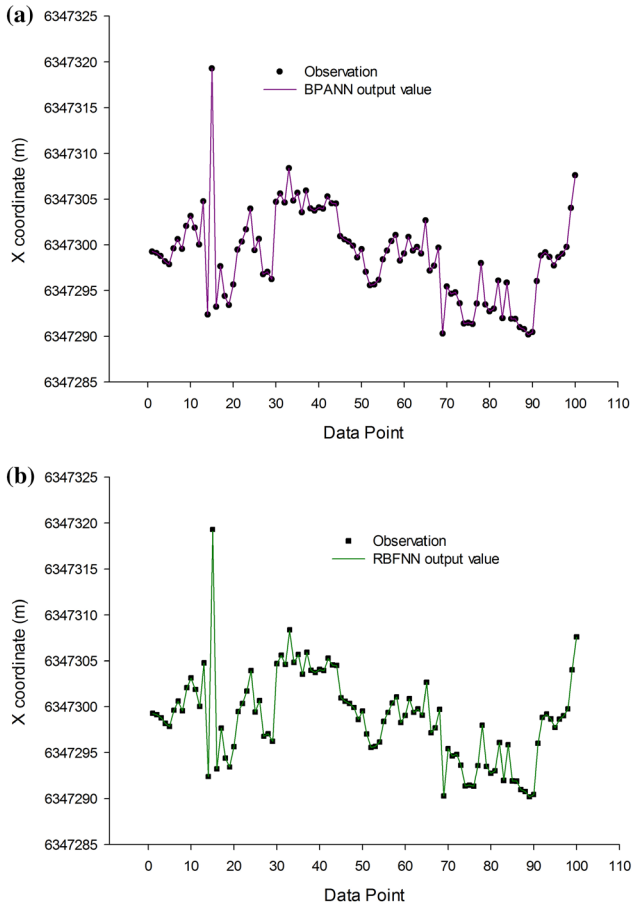 (a)
6347325
6347320
6347315
6347310
6347305
6347300
6347295
6347290
6347285
X coordinate (m)
Observation
BPANN output value
0 10 20 30 40 50 60 70 80 90 100 110
Data Point
(b)
6347325
6347320
6347315
6347310
6347305
6347300
6347295
6347290
6347285
X coordinate (m)
Observation
RBFNN output value
0 10 20 30 40 50 60 70 80 90 100 110
Data Point